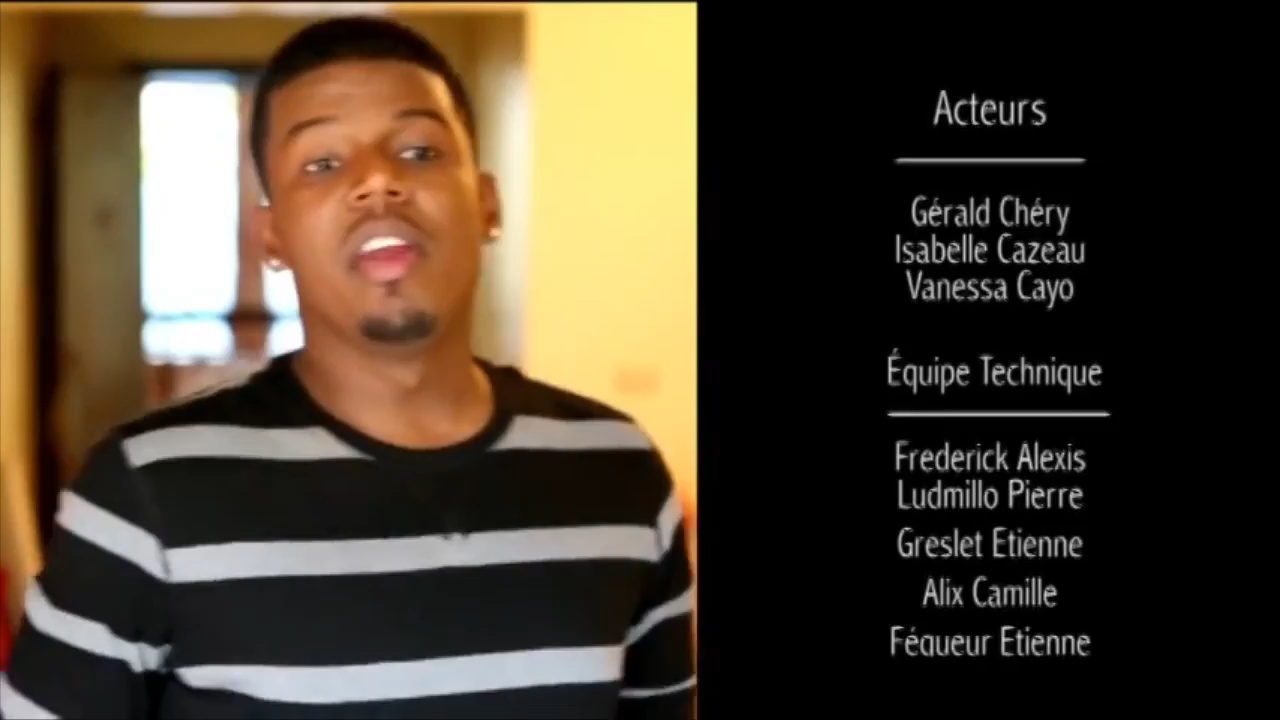 Acteurs
Gérald Chéry
Isabelle Cazeau
Vanessa Cayo
Équipe Technique
Frederick Alexis
Ludmillo Pierre
Greslet Etienne
Alix Camille
Féqueur Etienne